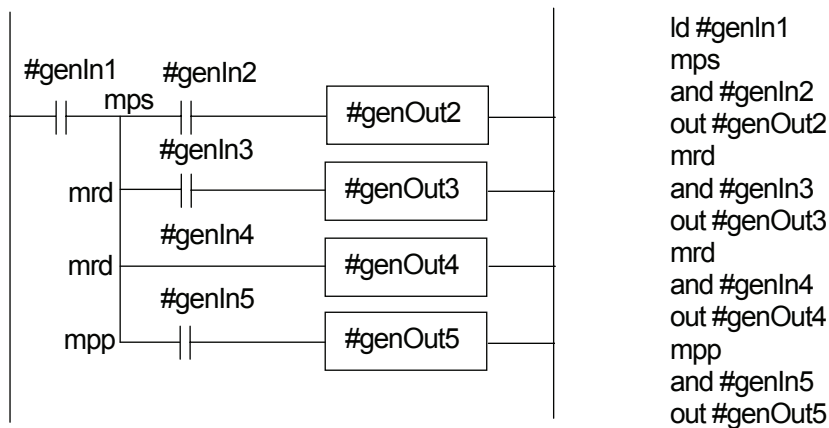 #genIn1
#genIn2
mps
#genOut2
#genIn3
mrd
#genOut3
#genIn4
mrd
#genOut4
#genIn5
mpp
#genOut5
ld #genIn1
mps
and #genIn2
out #genOut2
mrd
and #genIn3
out #genOut3
mrd
and #genIn4
out #genOut4
mpp
and #genIn5
out #genOut5